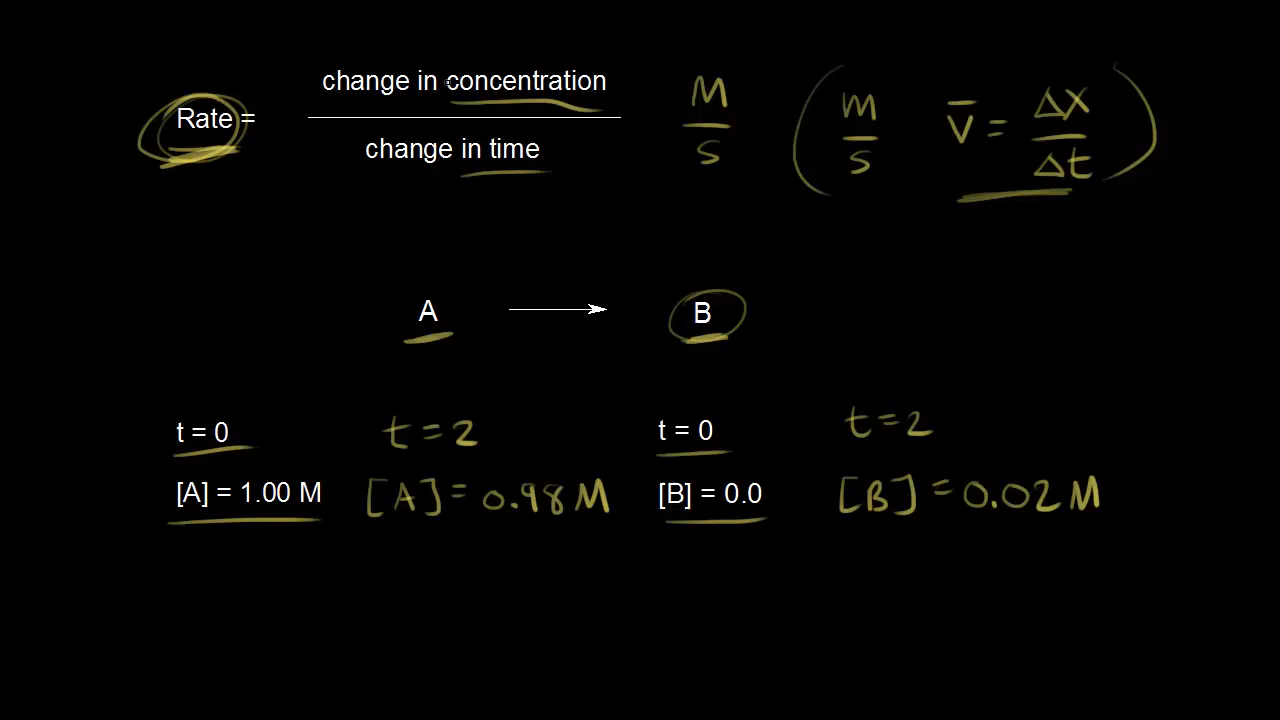 change in concentration
Rate =
change in time
M/s
(m/s v̅ = Δx/Δt)
A → B
t = 0 t = 2 t = 0 t = 2
[A] = 1.00 M [A] = 0.98 M [B] = 0.0 [B] = 0.02 M